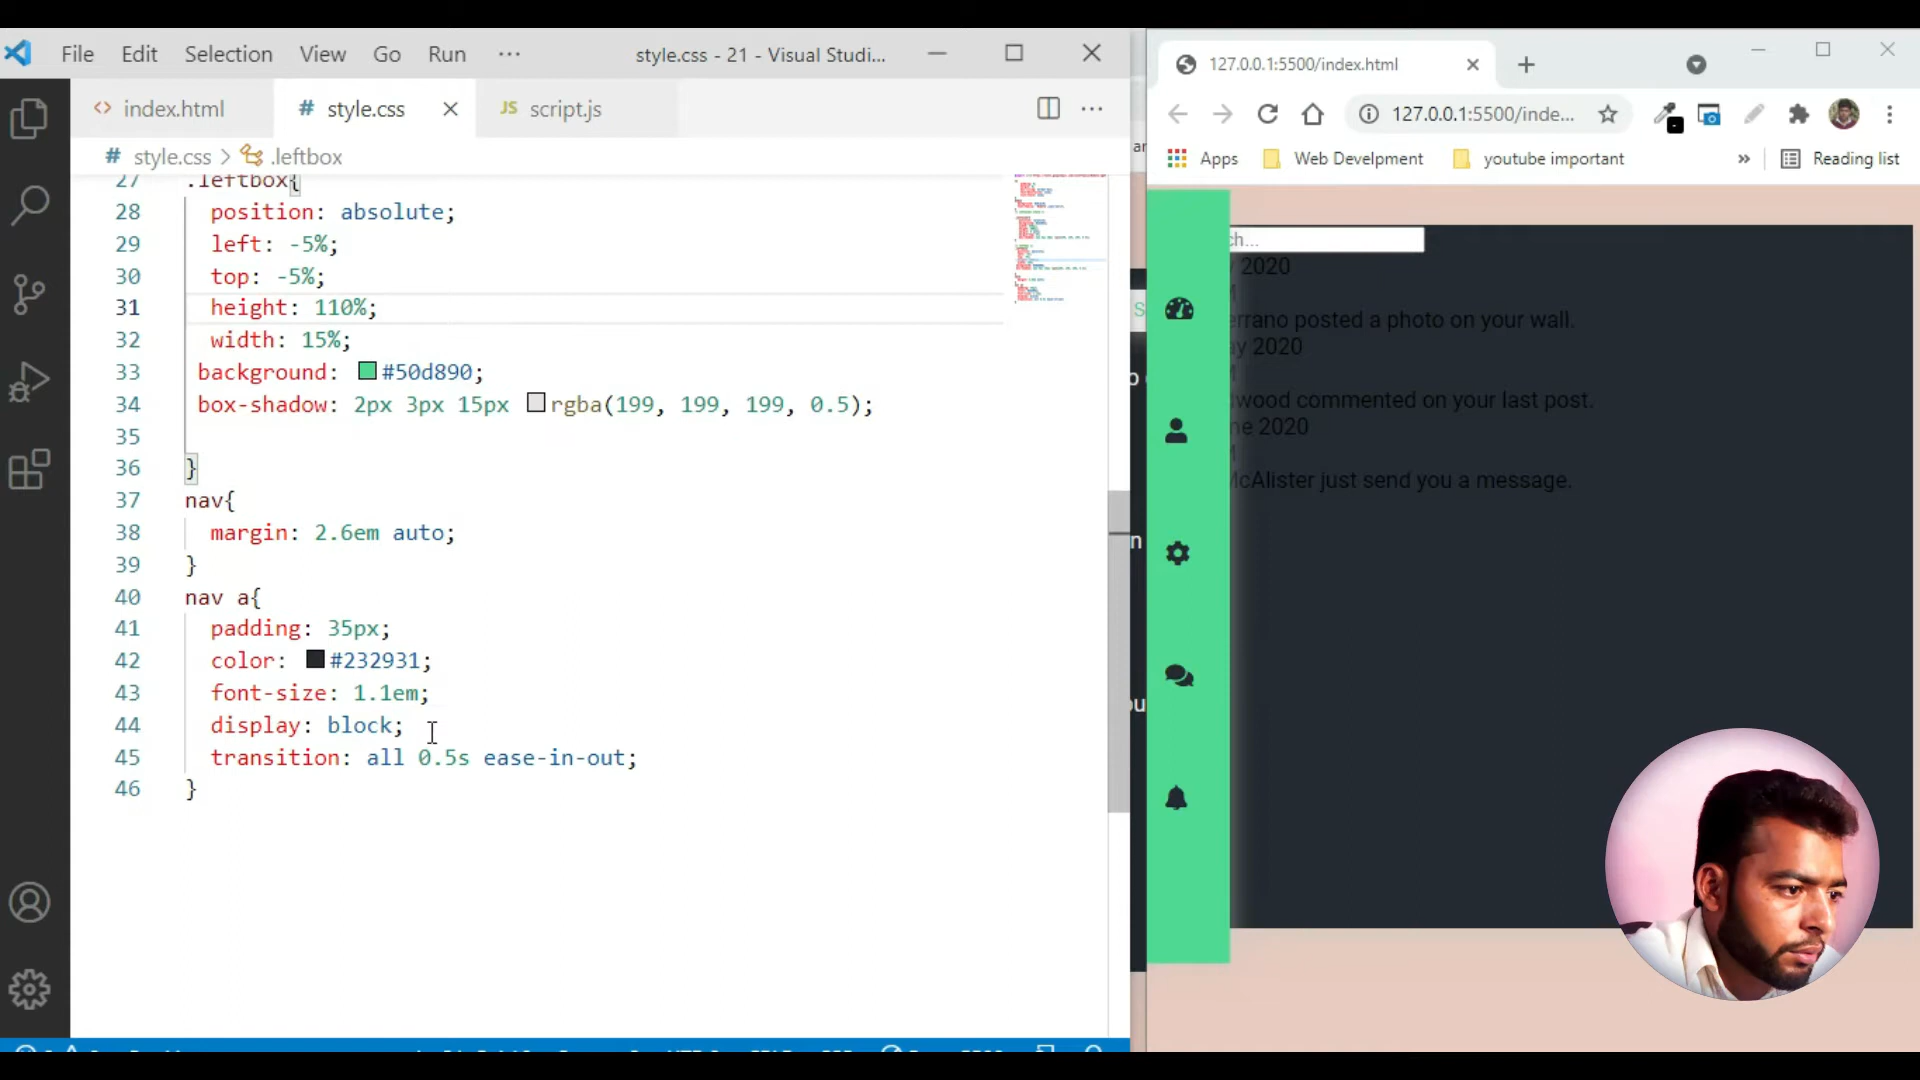 File Edit Selection View Go Run ··· style.css - 21 - Visual Studi...
index.html # style.css JS script.js
# style.css > .leftbox
27 .leftbox{
28 position: absolute;
29 left: -5%;
30 top: -5%;
31 height: 110%;
32 width: 15%;
33 background: #50d890;
34 box-shadow: 2px 3px 15px rgba(199, 199, 199, 0.5);
35
36 }
37 nav{
38 margin: 2.6em auto;
39 }
40 nav a{
41 padding: 35px;
42 color: #232931;
43 font-size: 1.1em;
44 display: block;
45 transition: all 0.5s ease-in-out;
46 }
127.0.0.1:5500/index.html
127.0.0.1:5500/inde...
Apps Web Develpment youtube important » Reading list
ch...
2020
M
errano posted a photo on your wall.
ay 2020
M
wood commented on your last post.
ne 2020
M
McAlister just send you a message.